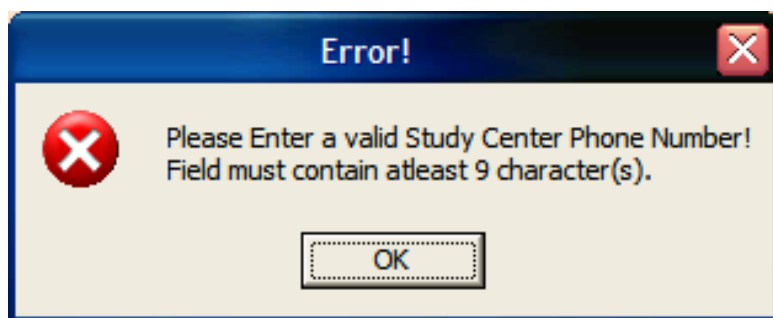 Error!
Please Enter a valid Study Center Phone Number!
Field must contain atleast 9 character(s).
OK